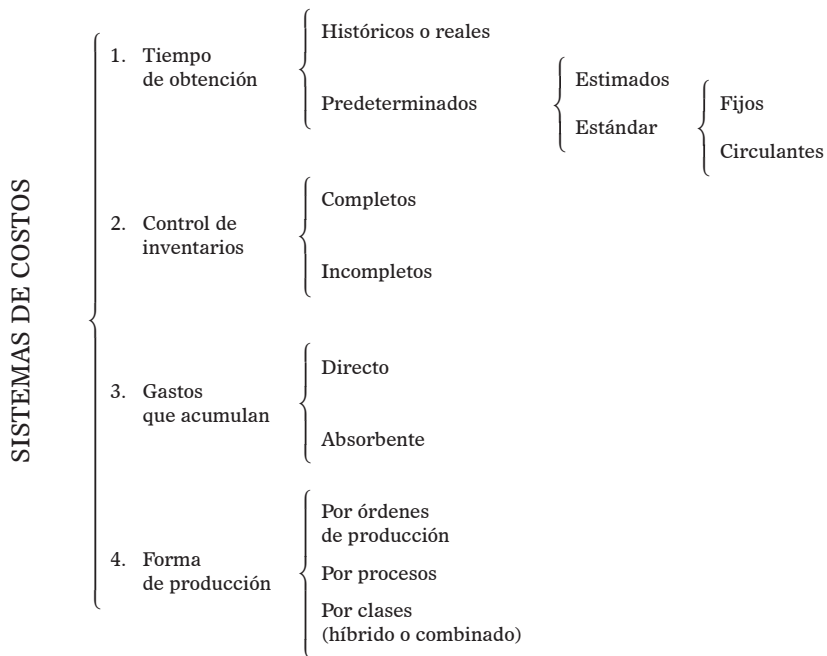 SISTEMAS DE COSTOS
1. Tiempo
de obtención
Históricos o reales
Predeterminados
Estimados
Estándar
Fijos
Circulantes
2. Control de
inventarios
Completos
Incompletos
3. Gastos
que acumulan
Directo
Absorbente
4. Forma
de producción
Por órdenes
de producción
Por procesos
Por clases
(híbrido o combinado)